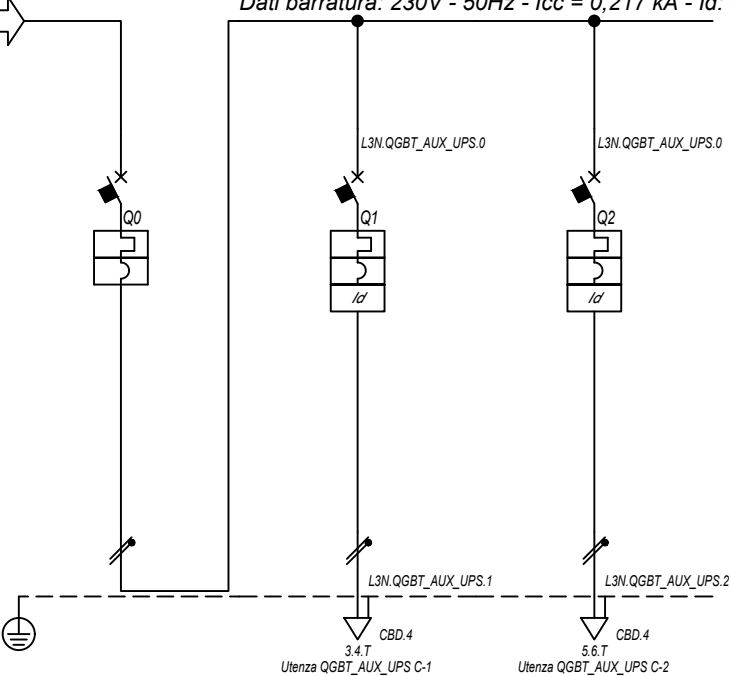 Dati barratura: 230V - 50Hz - Icc = 0,217 kA - Id:
L3N.QGBT_AUX_UPS.0
L3N.QGBT_AUX_UPS.0
Q0
Q1
Q2
Id
Id
L3N.QGBT_AUX_UPS.1
L3N.QGBT_AUX_UPS.2
CBD.4
CBD.4
3.4.T
5.6.T
Utenza QGBT_AUX_UPS C-1
Utenza QGBT_AUX_UPS C-2